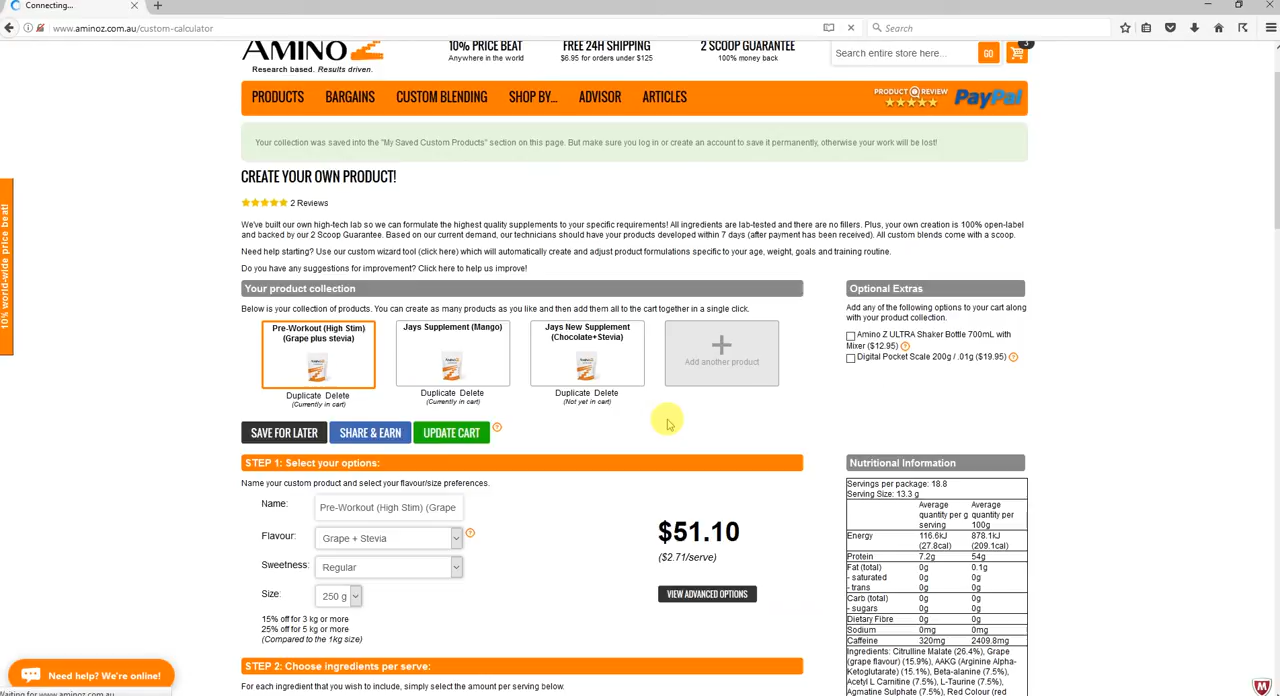 Connecting...
www.aminoz.com.au/custom-calculator
Search
AMINO
Research based. Results driven.
10% PRICE BEAT
Anywhere in the world
FREE 24H SHIPPING
$6.95 for orders under $125
2 SCOOP GUARANTEE
100% money back
Search entire store here...
GO
3
PRODUCTS BARGAINS CUSTOM BLENDING SHOP BY... ADVISOR ARTICLES
PRODUCT REVIEW
PayPal
10% world-wide price beat!
Your collection was saved into the "My Saved Custom Products" section on this page. But make sure you log in or create an account to save it permanently, otherwise your work will be lost!
CREATE YOUR OWN PRODUCT!
2 Reviews
We've built our own high-tech lab so we can formulate the highest quality supplements to your specific requirements! All ingredients are lab-tested and there are no fillers. Plus, your own creation is 100% open-label
and backed by our 2 Scoop Guarantee. Based on our current demand, our technicians should have your products developed within 7 days (after payment has been received). All custom blends come with a scoop.
Need help starting? Use our custom wizard tool (click here) which will automatically create and adjust product formulations specific to your age, weight, goals and training routine.
Do you have any suggestions for improvement? Click here to help us improve!
Your product collection
Below is your collection of products. You can create as many products as you like and then add them all to the cart together in a single click.
Pre-Workout (High Stim)
(Grape plus stevia)
Duplicate Delete
(Currently in cart)
Jays Supplement (Mango)
Duplicate Delete
(Currently in cart)
Jays New Supplement
(Chocolate+Stevia)
Duplicate Delete
(Not yet in cart)
+
Add another product
Optional Extras
Add any of the following options to your cart along
with your product collection.
Amino Z ULTRA Shaker Bottle 700mL with
Mixer ($12.95) ?
Digital Pocket Scale 200g / .01g ($19.95) ?
SAVE FOR LATER SHARE & EARN UPDATE CART ?
STEP 1: Select your options:
Name your custom product and select your flavour/size preferences.
Name: Pre-Workout (High Stim) (Grape
Flavour: Grape + Stevia ?
Sweetness: Regular
Size: 250 g
15% off for 3 kg or more
25% off for 5 kg or more
(Compared to the 1kg size)
$51.10
($2.71/serve)
VIEW ADVANCED OPTIONS
STEP 2: Choose ingredients per serve:
For each ingredient that you wish to include, simply select the amount per serving below.
Nutritional Information
Servings per package: 18.8
Serving Size: 13.3 g
Average Average
quantity per g quantity per
serving 100g
Energy 116.6kJ 878.1kJ
(27.8cal) (209.1cal)
Protein 7.2g 54g
Fat (total) 0g 0.1g
- saturated 0g 0g
- trans 0g 0g
Carb (total) 0g 0g
- sugars 0g 0g
Dietary Fibre 0g 0g
Sodium 0mg 0mg
Caffeine 320mg 2409.8mg
Ingredients: Citrulline Malate (26.4%), Grape
(grape flavour) (15.9%), AAKG (Arginine Alpha-
Ketoglutarate) (15.1%), Beta-alanine (7.5%),
Acetyl L Carnitine (7.5%), L-Taurine (7.5%),
Agmatine Sulphate (7.5%), Red Colour (red
Need help? We're online!
Waiting for www.aminoz.com.au